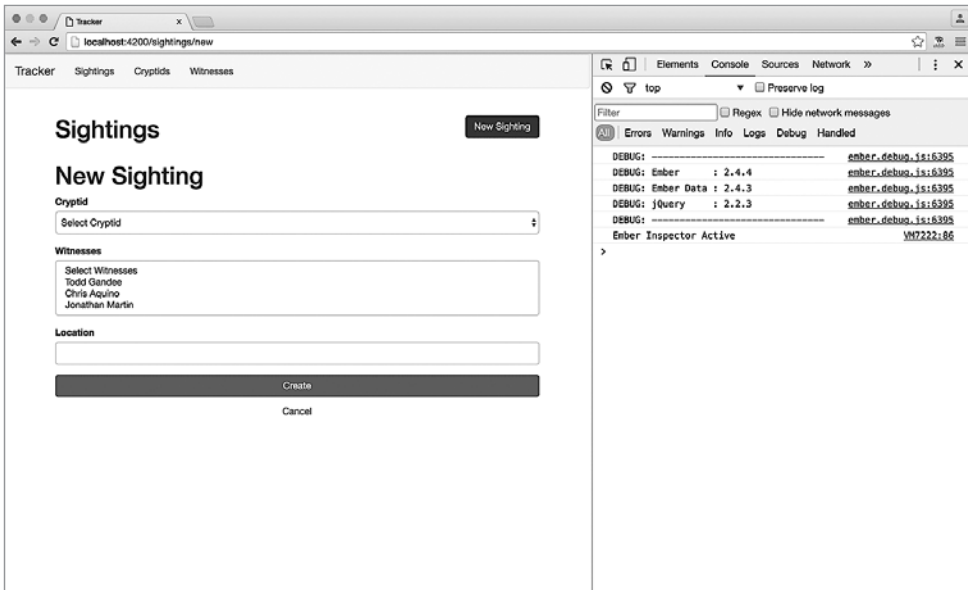 Tracker
localhost:4200/sightings/new
Tracker Sightings Cryptids Witnesses
Sightings
New Sighting
New Sighting
Cryptid
Select Cryptid
Witnesses
Select Witnesses
Todd Gandee
Chris Aquino
Jonathan Martin
Location
Create
Cancel
Elements Console Sources Network »
top Preserve log
Filter Regex Hide network messages
All Errors Warnings Info Logs Debug Handled
DEBUG: ------------------------------- ember.debug.js:6395
DEBUG: Ember : 2.4.4 ember.debug.js:6395
DEBUG: Ember Data : 2.4.3 ember.debug.js:6395
DEBUG: jQuery : 2.2.3 ember.debug.js:6395
DEBUG: ------------------------------- ember.debug.js:6395
Ember Inspector Active VM7222:86
>